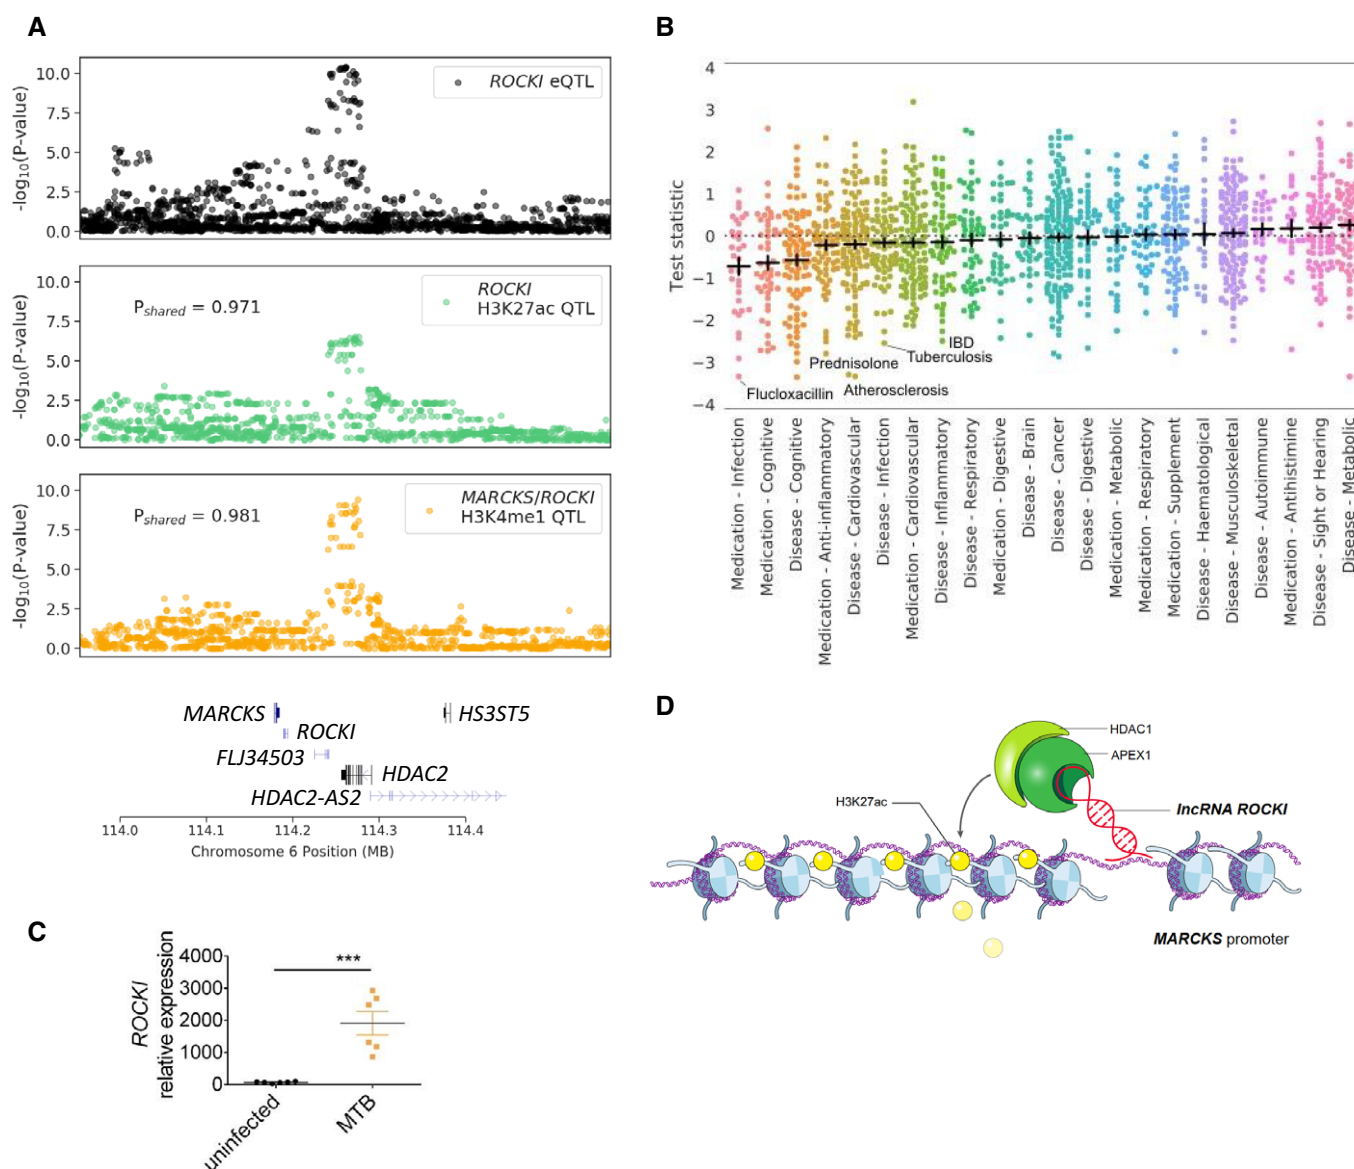 A
10.0
7.5
5.0
2.5
0.0
-log10(P-value)
ROCKI eQTL
10.0
7.5
5.0
2.5
0.0
-log10(P-value)
Pshared = 0.971
ROCKI
H3K27ac QTL
10.0
7.5
5.0
2.5
0.0
-log10(P-value)
Pshared = 0.981
MARCKS/ROCKI
H3K4me1 QTL
MARCKS
HS3ST5
ROCKI
FLJ34503
HDAC2
HDAC2-AS2
114.0 114.1 114.2 114.3 114.4
Chromosome 6 Position (MB)
B
4
3
2
1
0
−1
−2
−3
−4
Test statistic
IBD
Tuberculosis
Prednisolone
Atherosclerosis
Flucloxacillin
Medication - Infection
Medication - Cognitive
Disease - Cognitive
Medication - Anti-inflammatory
Disease - Cardiovascular
Disease - Infection
Medication - Cardiovascular
Disease - Inflammatory
Disease - Respiratory
Medication - Digestive
Disease - Brain
Disease - Cancer
Disease - Digestive
Medication - Metabolic
Medication - Respiratory
Medication - Supplement
Disease - Haematological
Disease - Musculoskeletal
Disease - Autoimmune
Medication - Antihistimine
Disease - Sight or Hearing
Disease - Metabolic
C
4000
3000
2000
1000
0
ROCKI
relative expression
***
uninfected
MTB
D
HDAC1
APEX1
H3K27ac
lncRNA ROCKI
MARCKS promoter